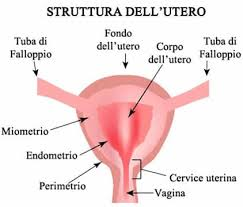 STRUTTURA DELL'UTERO
Tuba di
Falloppio
Fondo
dell'utero
Corpo
dell'utero
Tuba di
Falloppio
Miometrio
Endometrio
Perimetrio
Cervice uterina
Vagina